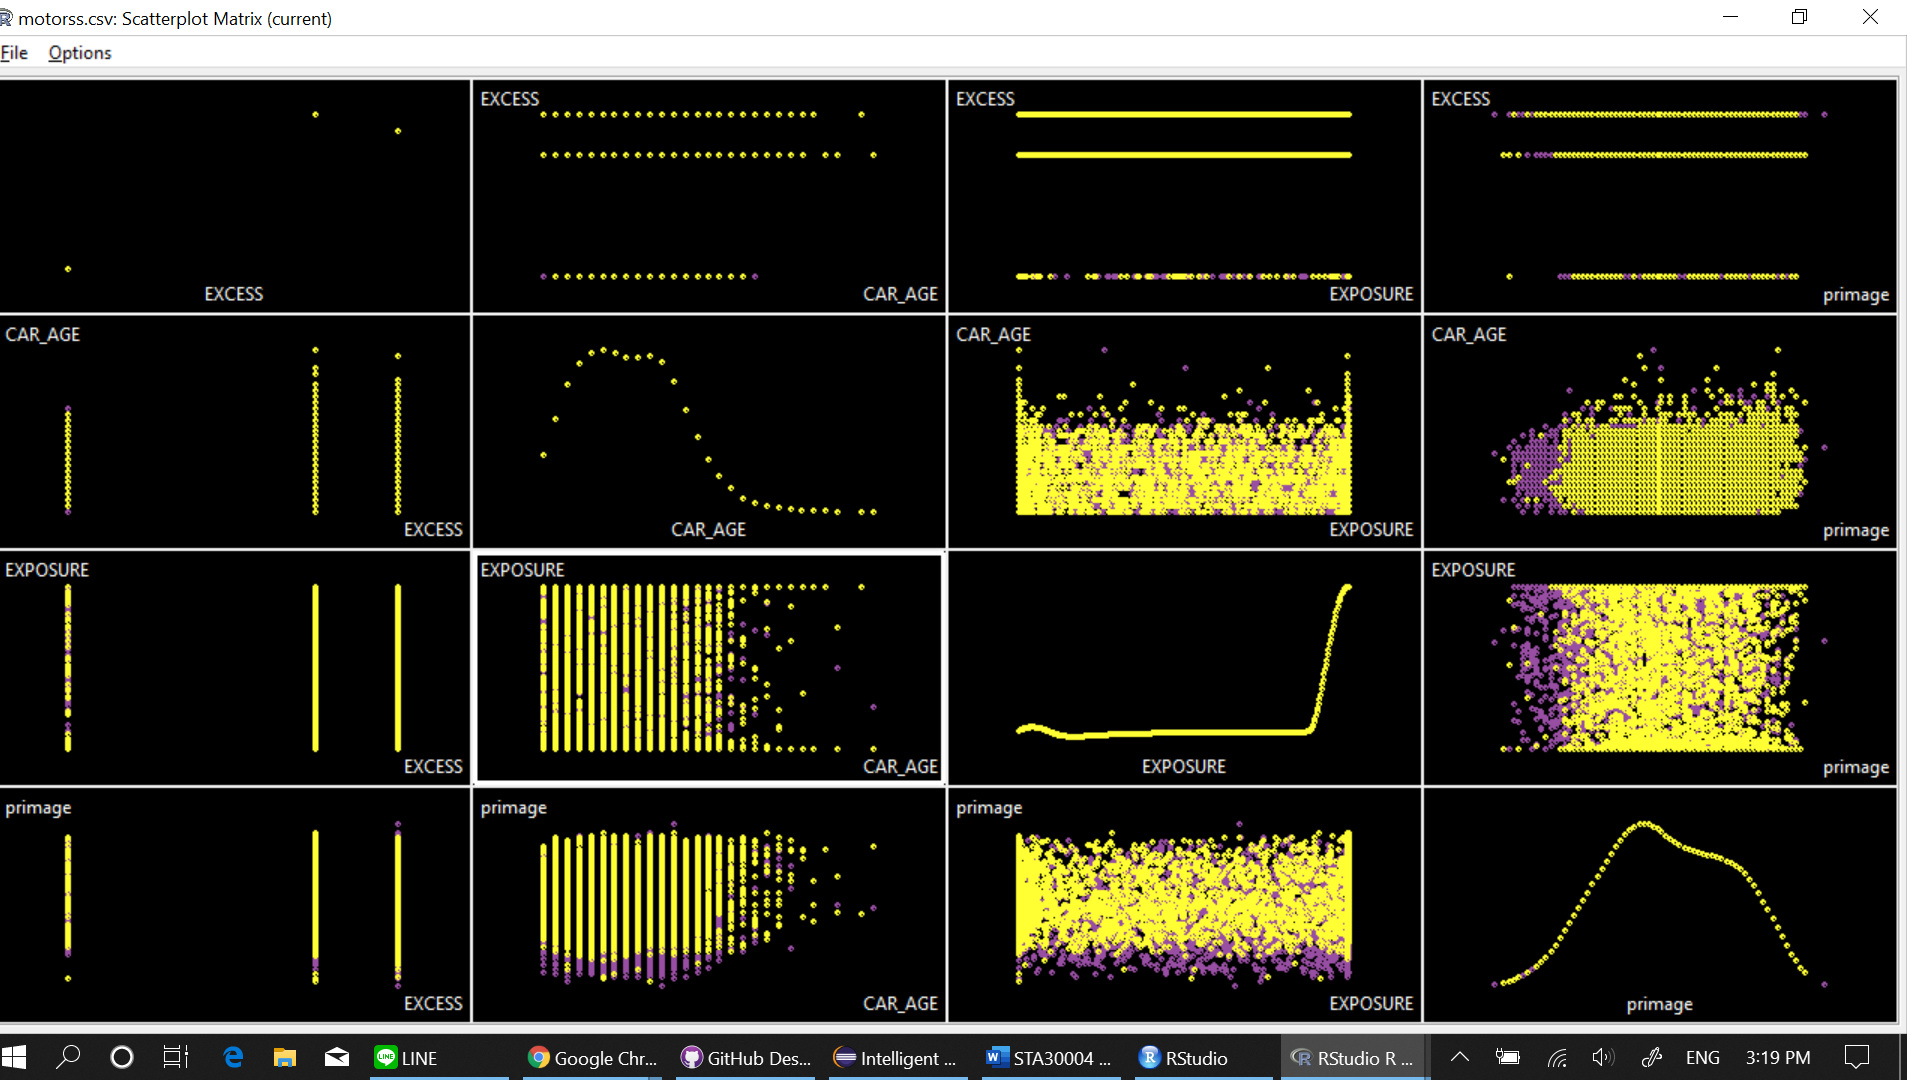 motorss.csv: Scatterplot Matrix (current)
File Options
EXCESS EXCESS EXCESS
EXCESS CAR_AGE EXPOSURE primage
CAR_AGE CAR_AGE CAR_AGE
EXCESS CAR_AGE EXPOSURE primage
EXPOSURE EXPOSURE EXPOSURE
EXCESS CAR_AGE EXPOSURE primage
primage primage primage
EXCESS CAR_AGE EXPOSURE primage
LINE Google Chr... GitHub Des... Intelligent ... STA30004 ... RStudio RStudio R ... ENG 3:19 PM